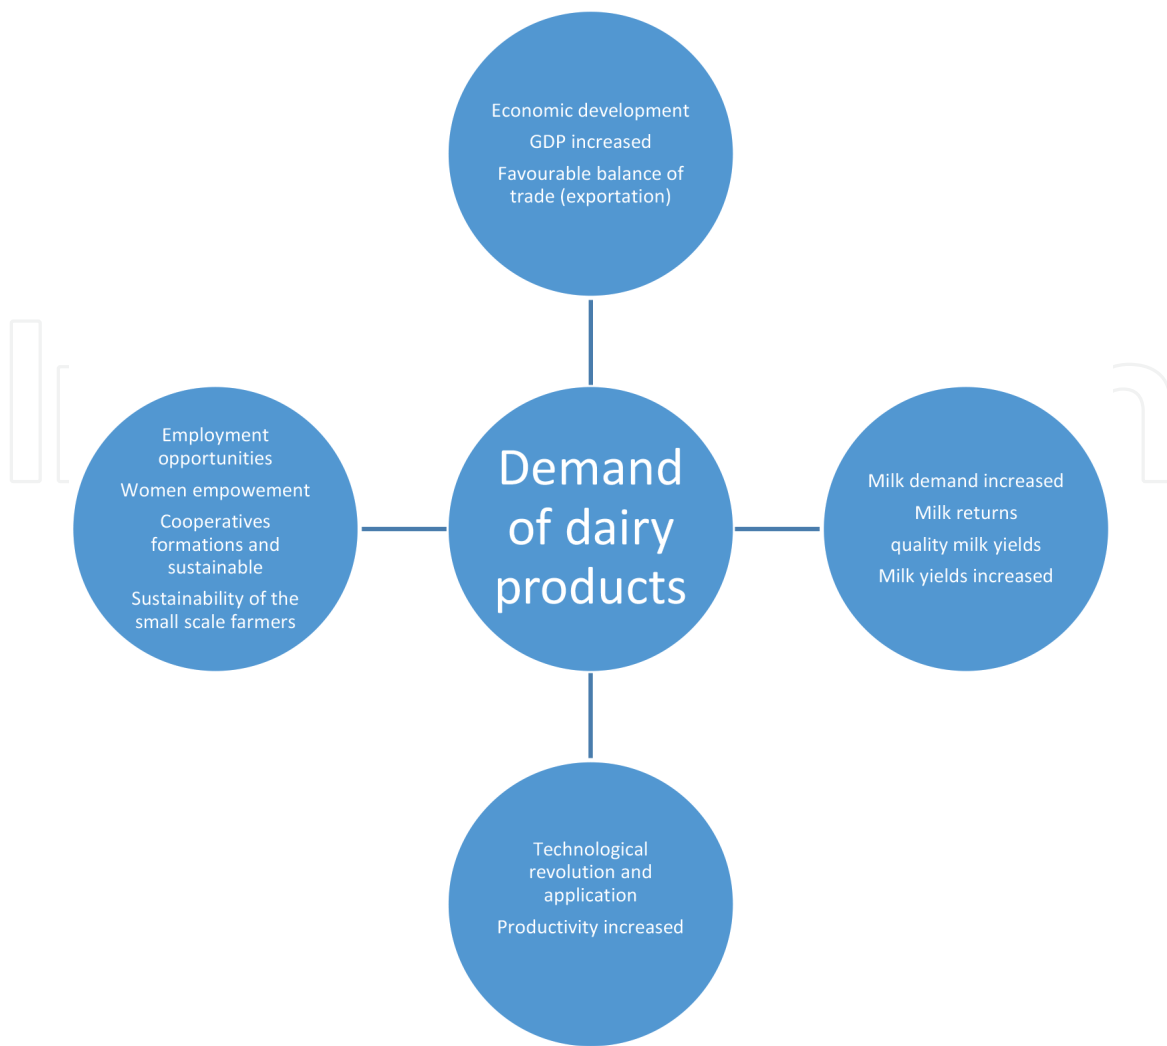 Economic development
GDP increased
Favourable balance of
trade (exportation)
Employment
opportunities
Women empowement
Cooperatives
formations and
sustainable
Sustainability of the
small scale farmers
Demand
of dairy
products
Milk demand increased
Milk returns
quality milk yields
Milk yields increased
Technological
revolution and
application
Productivity increased